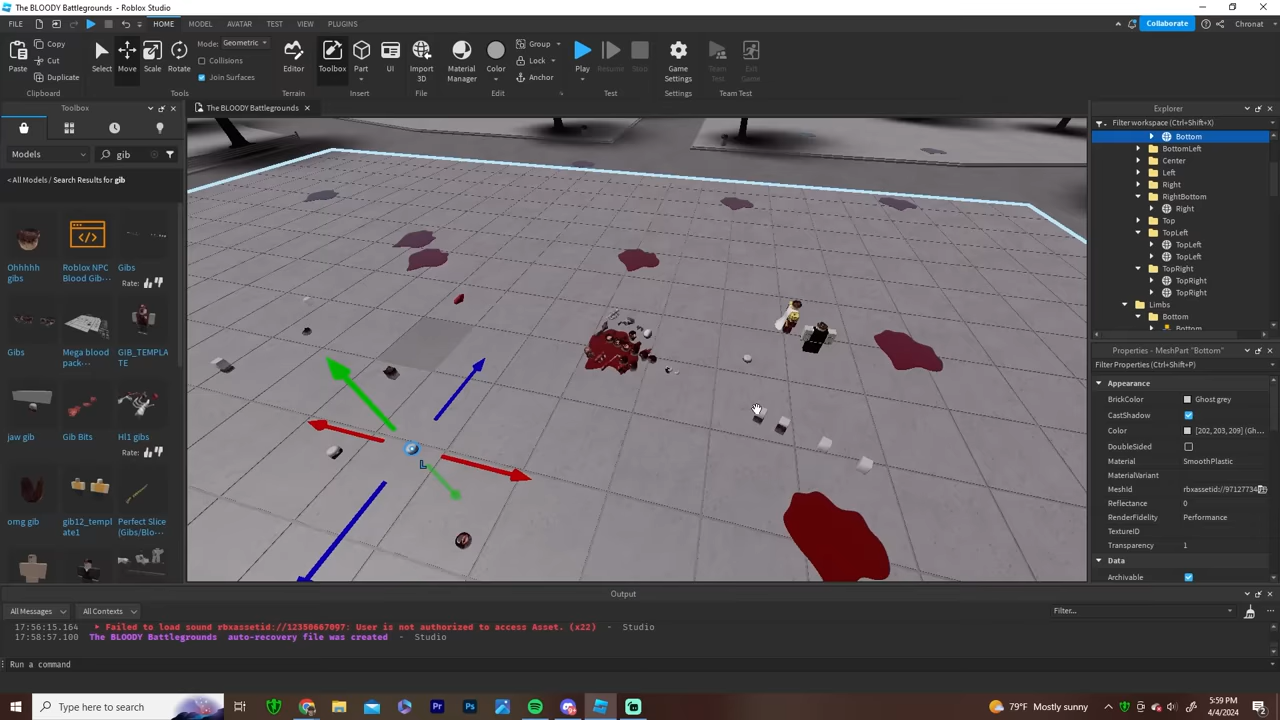 The BLOODY Battlegrounds - Roblox Studio
FILE HOME MODEL AVATAR TEST VIEW PLUGINS Collaborate Chronat
Paste Copy Cut Duplicate Clipboard
Select Move Scale Rotate Mode: Geometric Collisions Join Surfaces Tools
Editor Terrain
Toolbox Part UI Insert
Import 3D File
Material Manager Color Group Lock Anchor Edit
Play Resume Stop Test
Game Settings Settings
Team Test Exit Game Team Test
Toolbox
Models gib
< All Models / Search Results for gib
Ohhhhh gibs
Roblox NPC Blood Gib...
Gibs
Rate:
Gibs
Mega blood pack...
GIB_TEMPLATE
jaw gib
Gib Bits
Hl1 gibs
Rate:
omg gib
gib12_template1
Perfect Slice (Gibs/Blo...
The BLOODY Battlegrounds
L
Explorer
Filter workspace (Ctrl+Shift+X)
Bottom
BottomLeft
Center
Left
Right
RightBottom
Right
Top
TopLeft
TopLeft
TopLeft
TopRight
TopRight
TopRight
Limbs
Bottom
Bottom
Properties - MeshPart "Bottom"
Filter Properties (Ctrl+Shift+P)
Appearance
BrickColor Ghost grey
CastShadow
Color [202, 203, 209] (Gh...
DoubleSided
Material SmoothPlastic
MaterialVariant
MeshId rbxassetid://97127734
Reflectance 0
RenderFidelity Performance
TextureID
Transparency 1
Data
Archivable
Output
All Messages All Contexts Filter...
17:56:15.164 Failed to load sound rbxassetid://12350667097: User is not authorized to access Asset. (x22) - Studio
17:58:57.100 The BLOODY Battlegrounds auto-recovery file was created - Studio
Run a command
Type here to search
79°F Mostly sunny
5:59 PM
4/4/2024
2